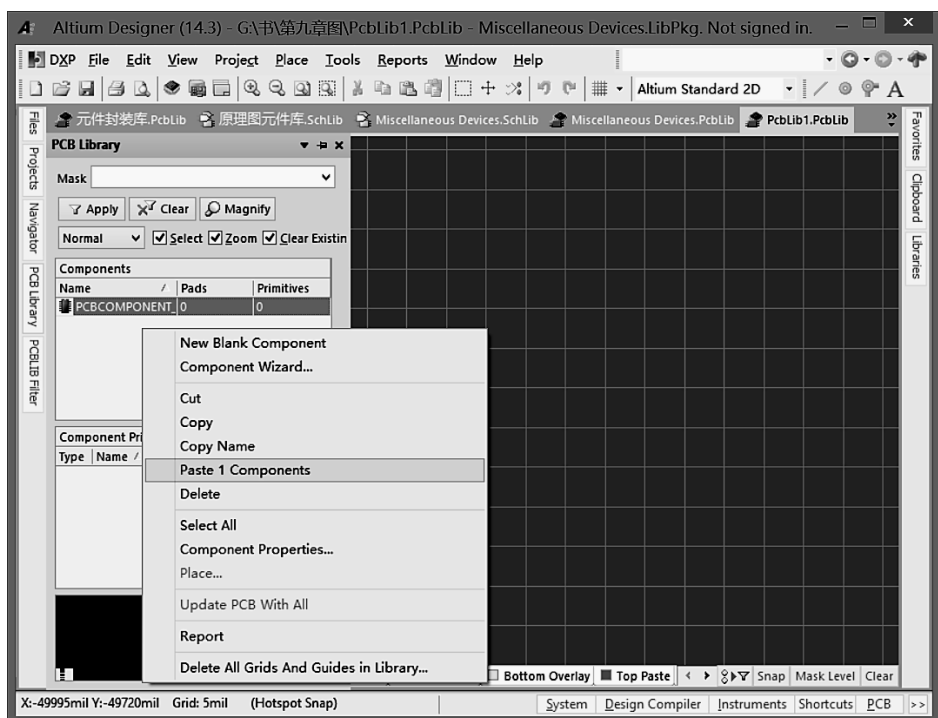 Altium Designer (14.3) - G:\书\第九章图\PcbLib1.PcbLib - Miscellaneous Devices.LibPkg. Not signed in.
DXP File Edit View Project Place Tools Reports Window Help
Altium Standard 2D
元件封装库.PcbLib 原理图元件库.SchLib Miscellaneous Devices.SchLib Miscellaneous Devices.PcbLib PcbLib1.PcbLib
Files
Projects
Navigator
PCB Library
PCBLIB Filter
PCB Library
Mask
Apply Clear Magnify
Normal Select Zoom Clear Existin
Components
Name / Pads Primitives
PCBCOMPONENT_ 0 0
Component Pri
Type Name /
New Blank Component
Component Wizard...
Cut
Copy
Copy Name
Paste 1 Components
Delete
Select All
Component Properties...
Place...
Update PCB With All
Report
Delete All Grids And Guides in Library...
Favorites
Clipboard
Libraries
Bottom Overlay Top Paste Snap Mask Level Clear
X:-49995mil Y:-49720mil Grid: 5mil (Hotspot Snap) System Design Compiler Instruments Shortcuts PCB >>